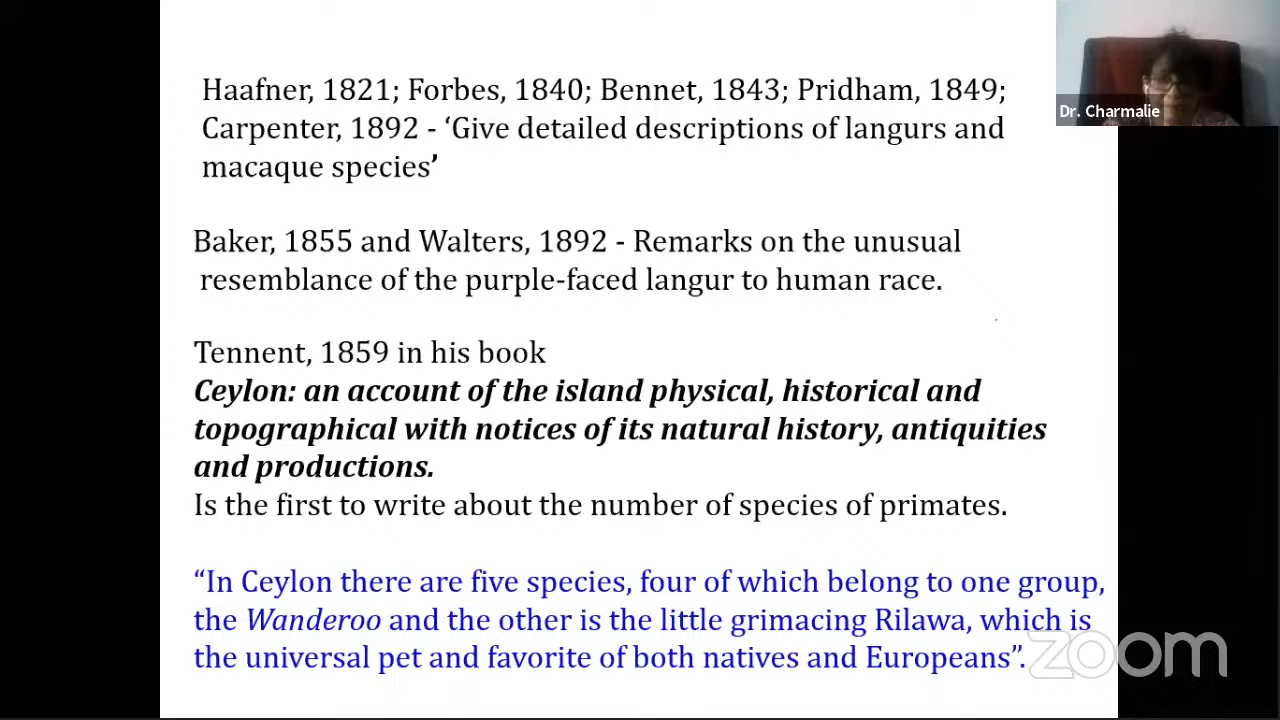 Haafner, 1821; Forbes, 1840; Bennet, 1843; Pridham, 1849;
Carpenter, 1892 - ‘Give detailed descriptions of langurs and
macaque species’
Dr. Charmalie
Baker, 1855 and Walters, 1892 - Remarks on the unusual
resemblance of the purple-faced langur to human race.
Tennent, 1859 in his book
Ceylon: an account of the island physical, historical and
topographical with notices of its natural history, antiquities
and productions.
Is the first to write about the number of species of primates.
“In Ceylon there are five species, four of which belong to one group,
the Wanderoo and the other is the little grimacing Rilawa, which is
the universal pet and favorite of both natives and Europeans”.
zoom